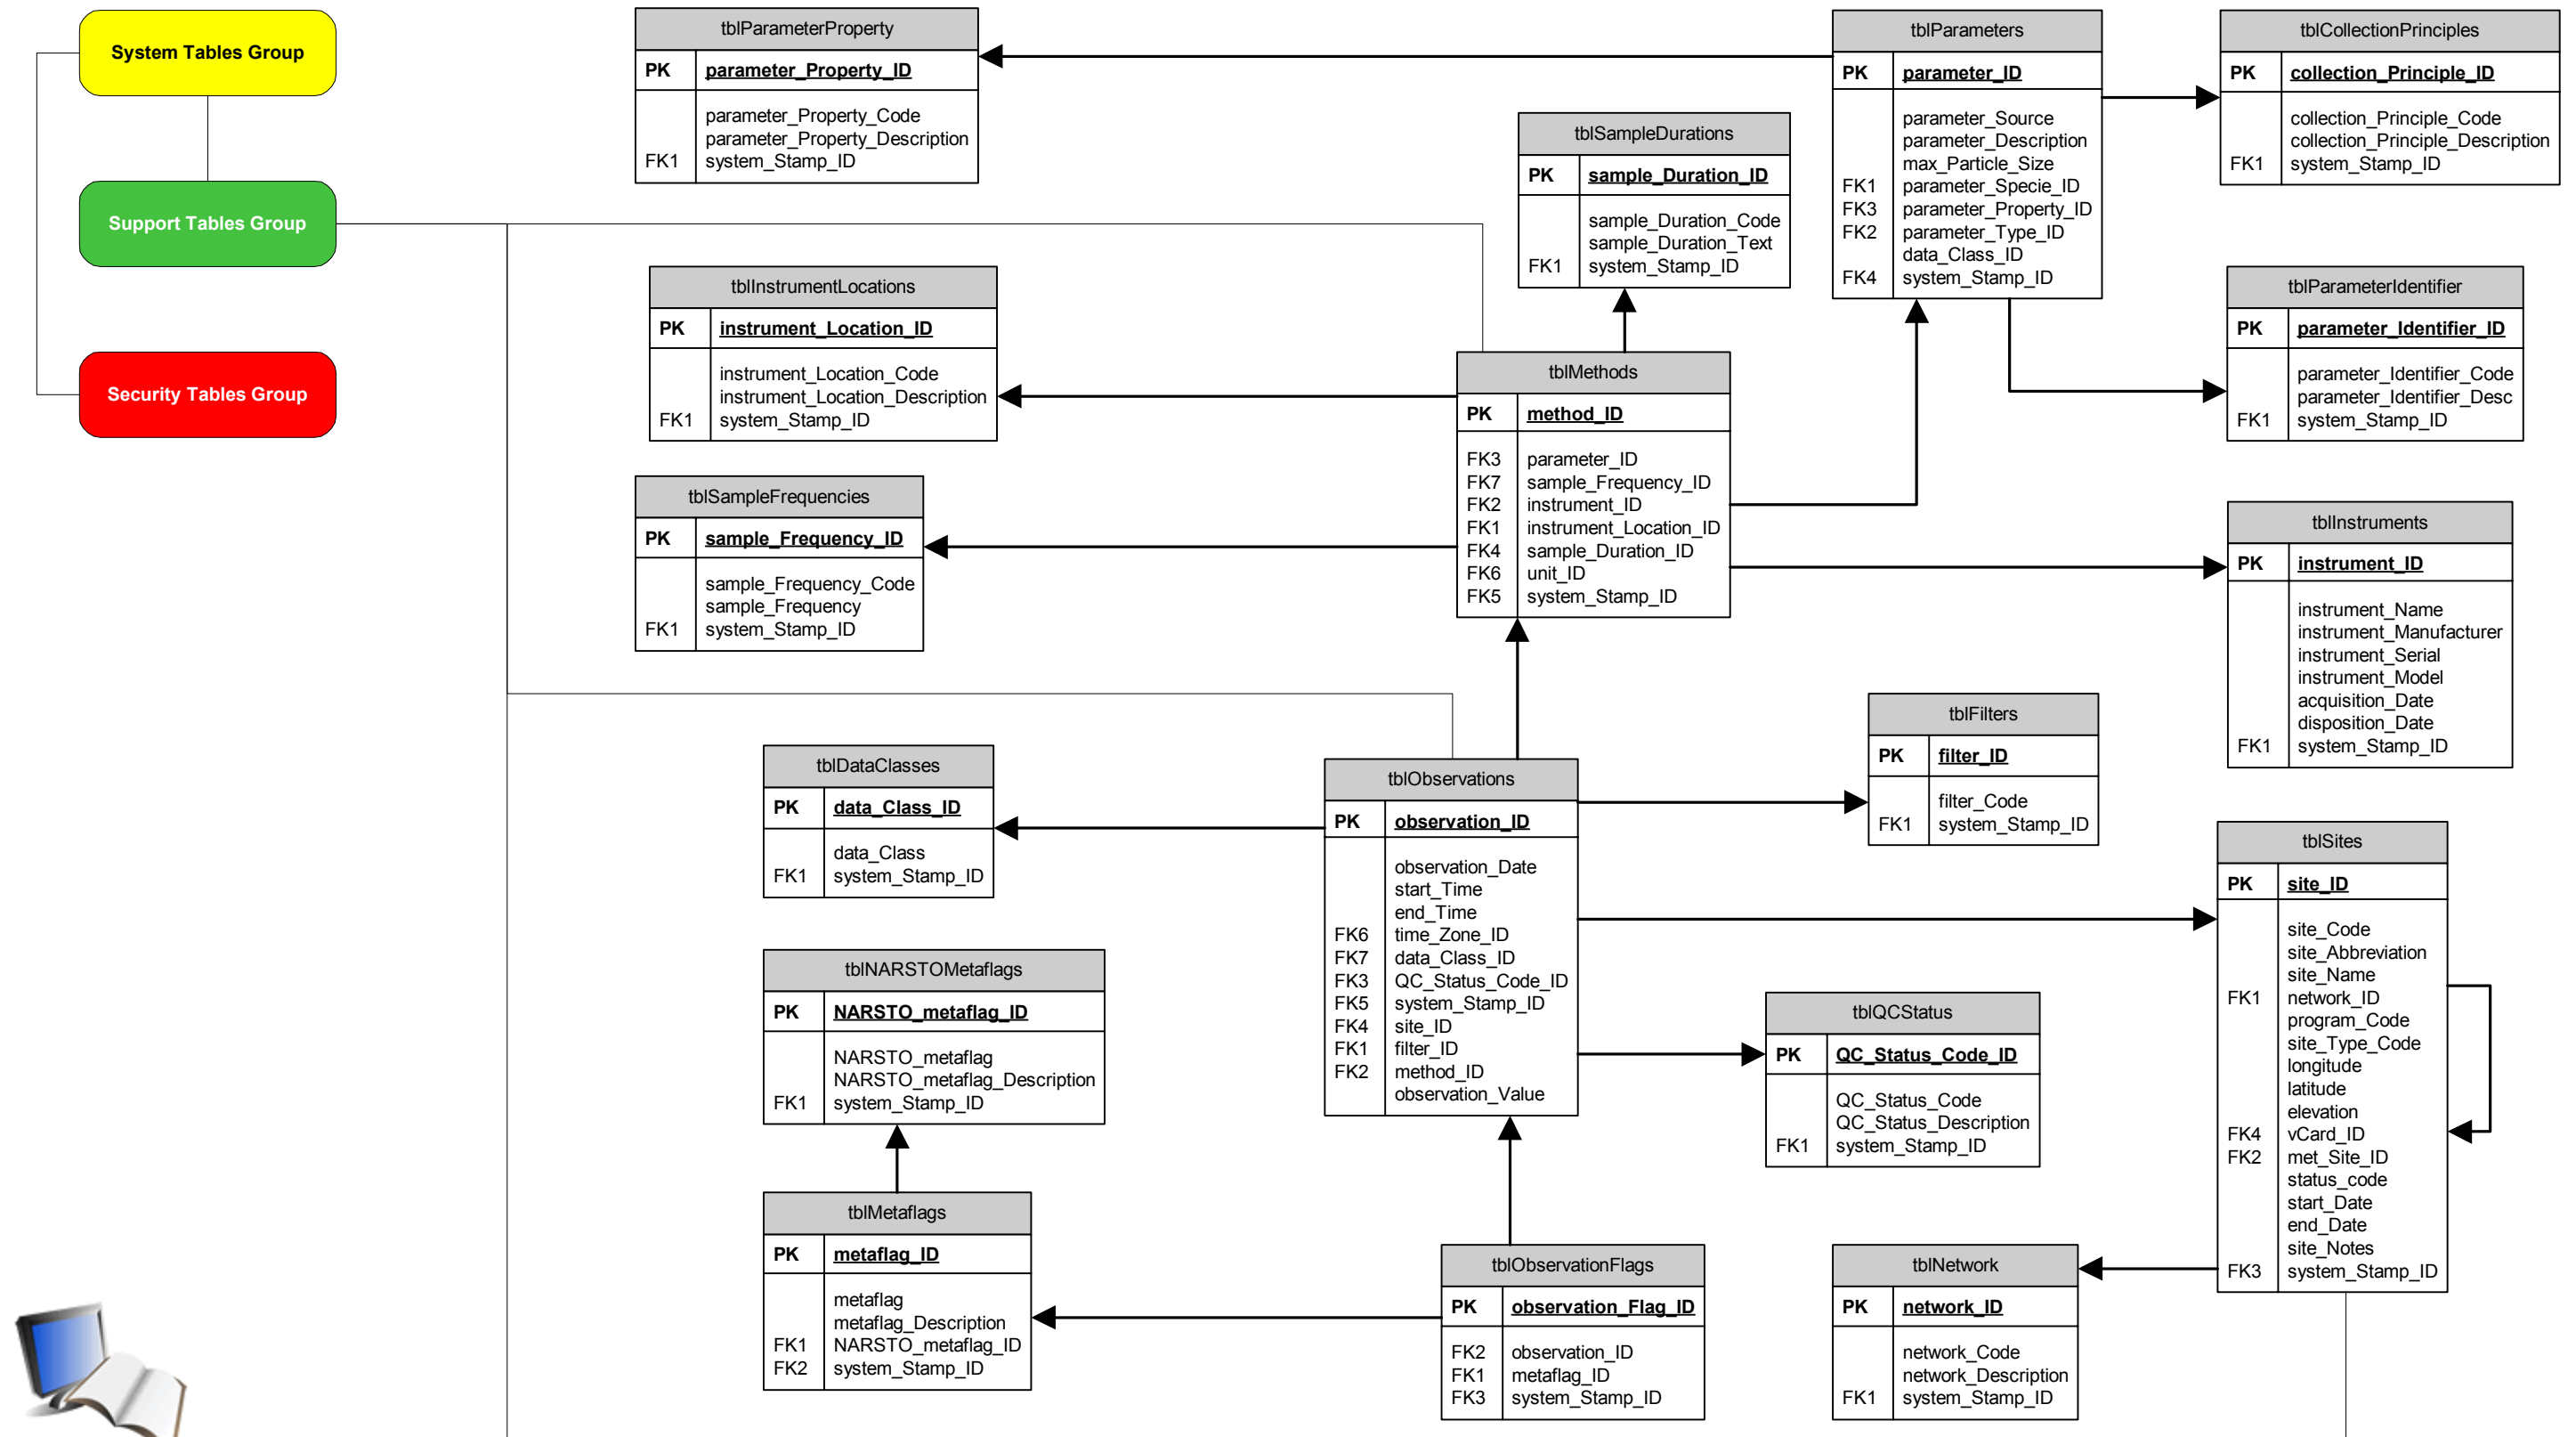 System Tables Group
Support Tables Group
Security Tables Group
tblParameterProperty
PK parameter_Property_ID
parameter_Property_Code
parameter_Property_Description
FK1 system_Stamp_ID
tblParameters
PK parameter_ID
parameter_Source
parameter_Description
max_Particle_Size
FK1 parameter_Specie_ID
FK3 parameter_Property_ID
FK2 parameter_Type_ID
data_Class_ID
FK4 system_Stamp_ID
tblCollectionPrinciples
PK collection_Principle_ID
collection_Principle_Code
collection_Principle_Description
FK1 system_Stamp_ID
tblSampleDurations
PK sample_Duration_ID
sample_Duration_Code
sample_Duration_Text
FK1 system_Stamp_ID
tblInstrumentLocations
PK instrument_Location_ID
instrument_Location_Code
instrument_Location_Description
FK1 system_Stamp_ID
tblParameterIdentifier
PK parameter_Identifier_ID
parameter_Identifier_Code
parameter_Identifier_Desc
FK1 system_Stamp_ID
tblMethods
PK method_ID
FK3 parameter_ID
FK7 sample_Frequency_ID
FK2 instrument_ID
FK1 instrument_Location_ID
FK4 sample_Duration_ID
FK6 unit_ID
FK5 system_Stamp_ID
tblSampleFrequencies
PK sample_Frequency_ID
sample_Frequency_Code
sample_Frequency
FK1 system_Stamp_ID
tblInstruments
PK instrument_ID
instrument_Name
instrument_Manufacturer
instrument_Serial
instrument_Model
acquisition_Date
disposition_Date
FK1 system_Stamp_ID
tblFilters
PK filter_ID
filter_Code
FK1 system_Stamp_ID
tblDataClasses
PK data_Class_ID
data_Class
FK1 system_Stamp_ID
tblObservations
PK observation_ID
observation_Date
start_Time
end_Time
FK6 time_Zone_ID
FK7 data_Class_ID
FK3 QC_Status_Code_ID
FK5 system_Stamp_ID
FK4 site_ID
FK1 filter_ID
FK2 method_ID
observation_Value
tblSites
PK site_ID
site_Code
site_Abbreviation
site_Name
FK1 network_ID
program_Code
site_Type_Code
longitude
latitude
elevation
FK4 vCard_ID
FK2 met_Site_ID
status_code
start_Date
end_Date
site_Notes
FK3 system_Stamp_ID
tblNARSTOMetaflags
PK NARSTO_metaflag_ID
NARSTO_metaflag
NARSTO_metaflag_Description
FK1 system_Stamp_ID
tblQCStatus
PK QC_Status_Code_ID
QC_Status_Code
QC_Status_Description
FK1 system_Stamp_ID
tblMetaflags
PK metaflag_ID
metaflag
metaflag_Description
FK1 NARSTO_metaflag_ID
FK2 system_Stamp_ID
tblObservationFlags
PK observation_Flag_ID
FK2 observation_ID
FK1 metaflag_ID
FK3 system_Stamp_ID
tblNetwork
PK network_ID
network_Code
network_Description
FK1 system_Stamp_ID